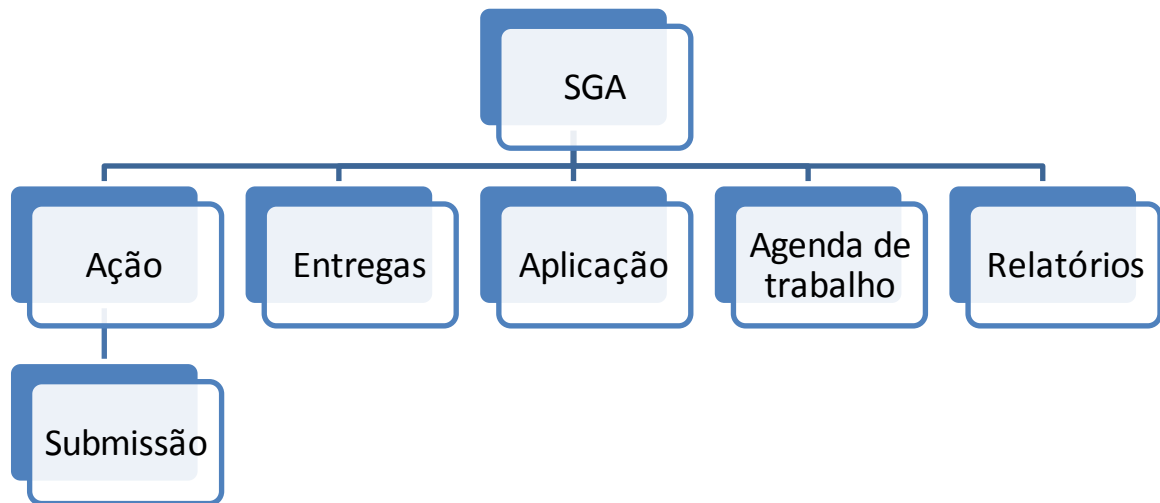 SGA
Ação
Entregas
Aplicação
Agenda de
trabalho
Relatórios
Submissão